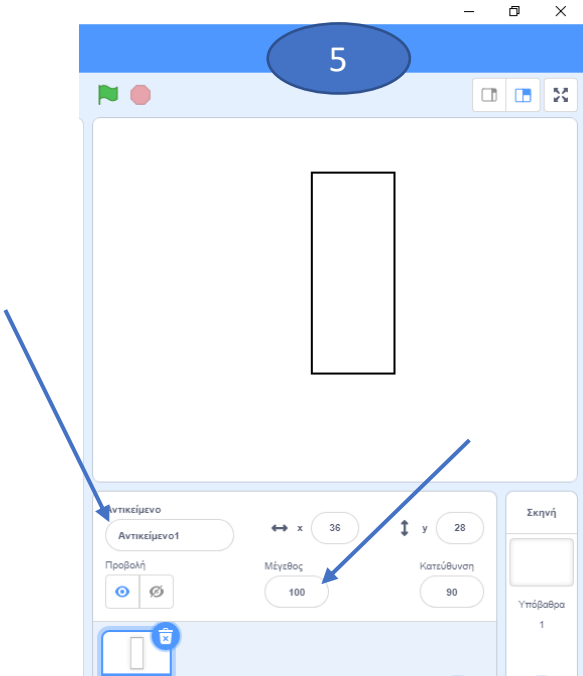 5
Αντικείμενο
Αντικείμενο1
x 36
y 28
Σκηνή
Προβολή
Μέγεθος
Κατεύθυνση
100
90
Υπόβαθρα
1